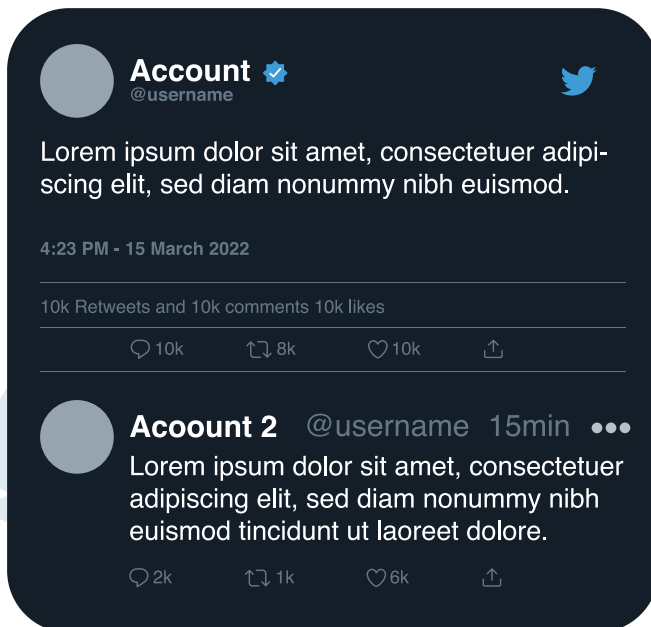 Account
@username
Lorem ipsum dolor sit amet, consectetuer adipi-
scing elit, sed diam nonummy nibh euismod.
4:23 PM - 15 March 2022
10k Retweets and 10k comments 10k likes
10k 8k 10k
Acoount 2 @username 15min •••
Lorem ipsum dolor sit amet, consectetuer
adipiscing elit, sed diam nonummy nibh
euismod tincidunt ut laoreet dolore.
2k 1k 6k